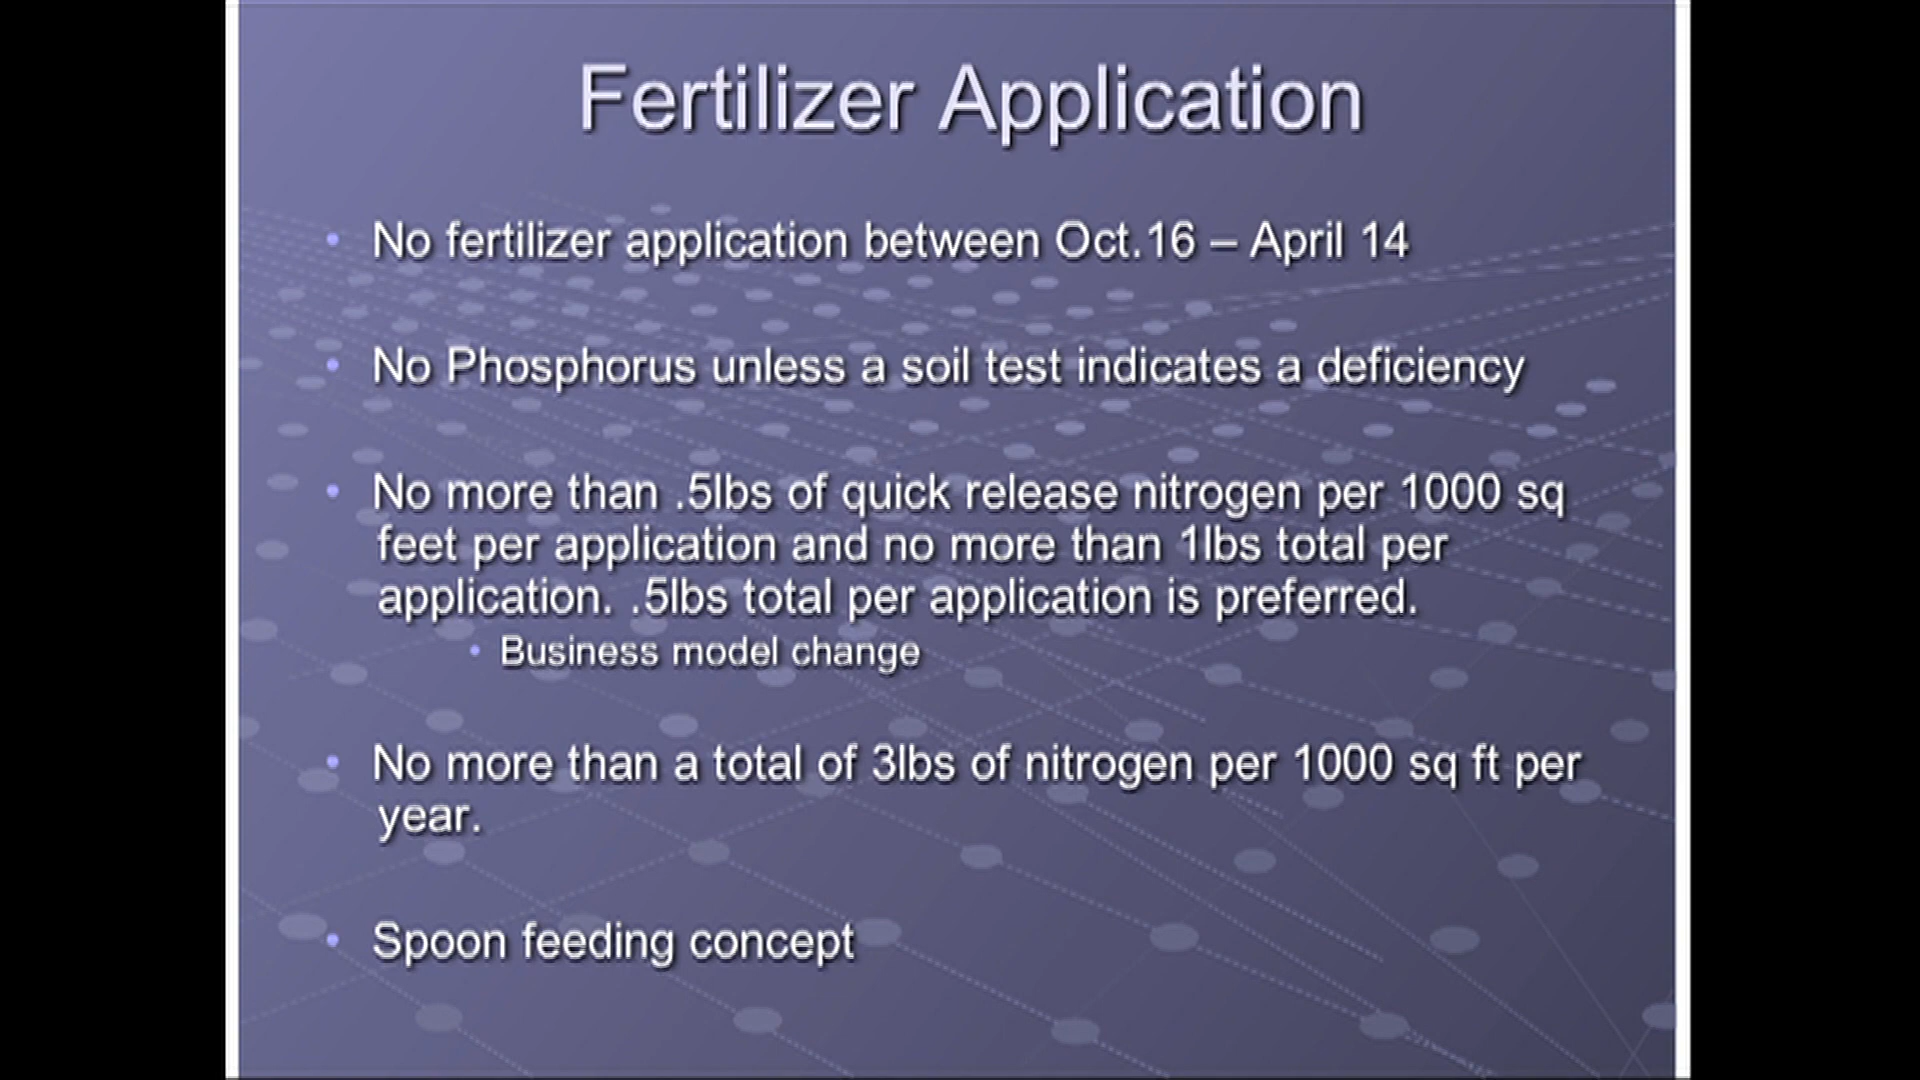 Fertilizer Application
• No fertilizer application between Oct.16 – April 14
• No Phosphorus unless a soil test indicates a deficiency
• No more than .5lbs of quick release nitrogen per 1000 sq
feet per application and no more than 1lbs total per
application. .5lbs total per application is preferred.
• Business model change
• No more than a total of 3lbs of nitrogen per 1000 sq ft per
year.
• Spoon feeding concept